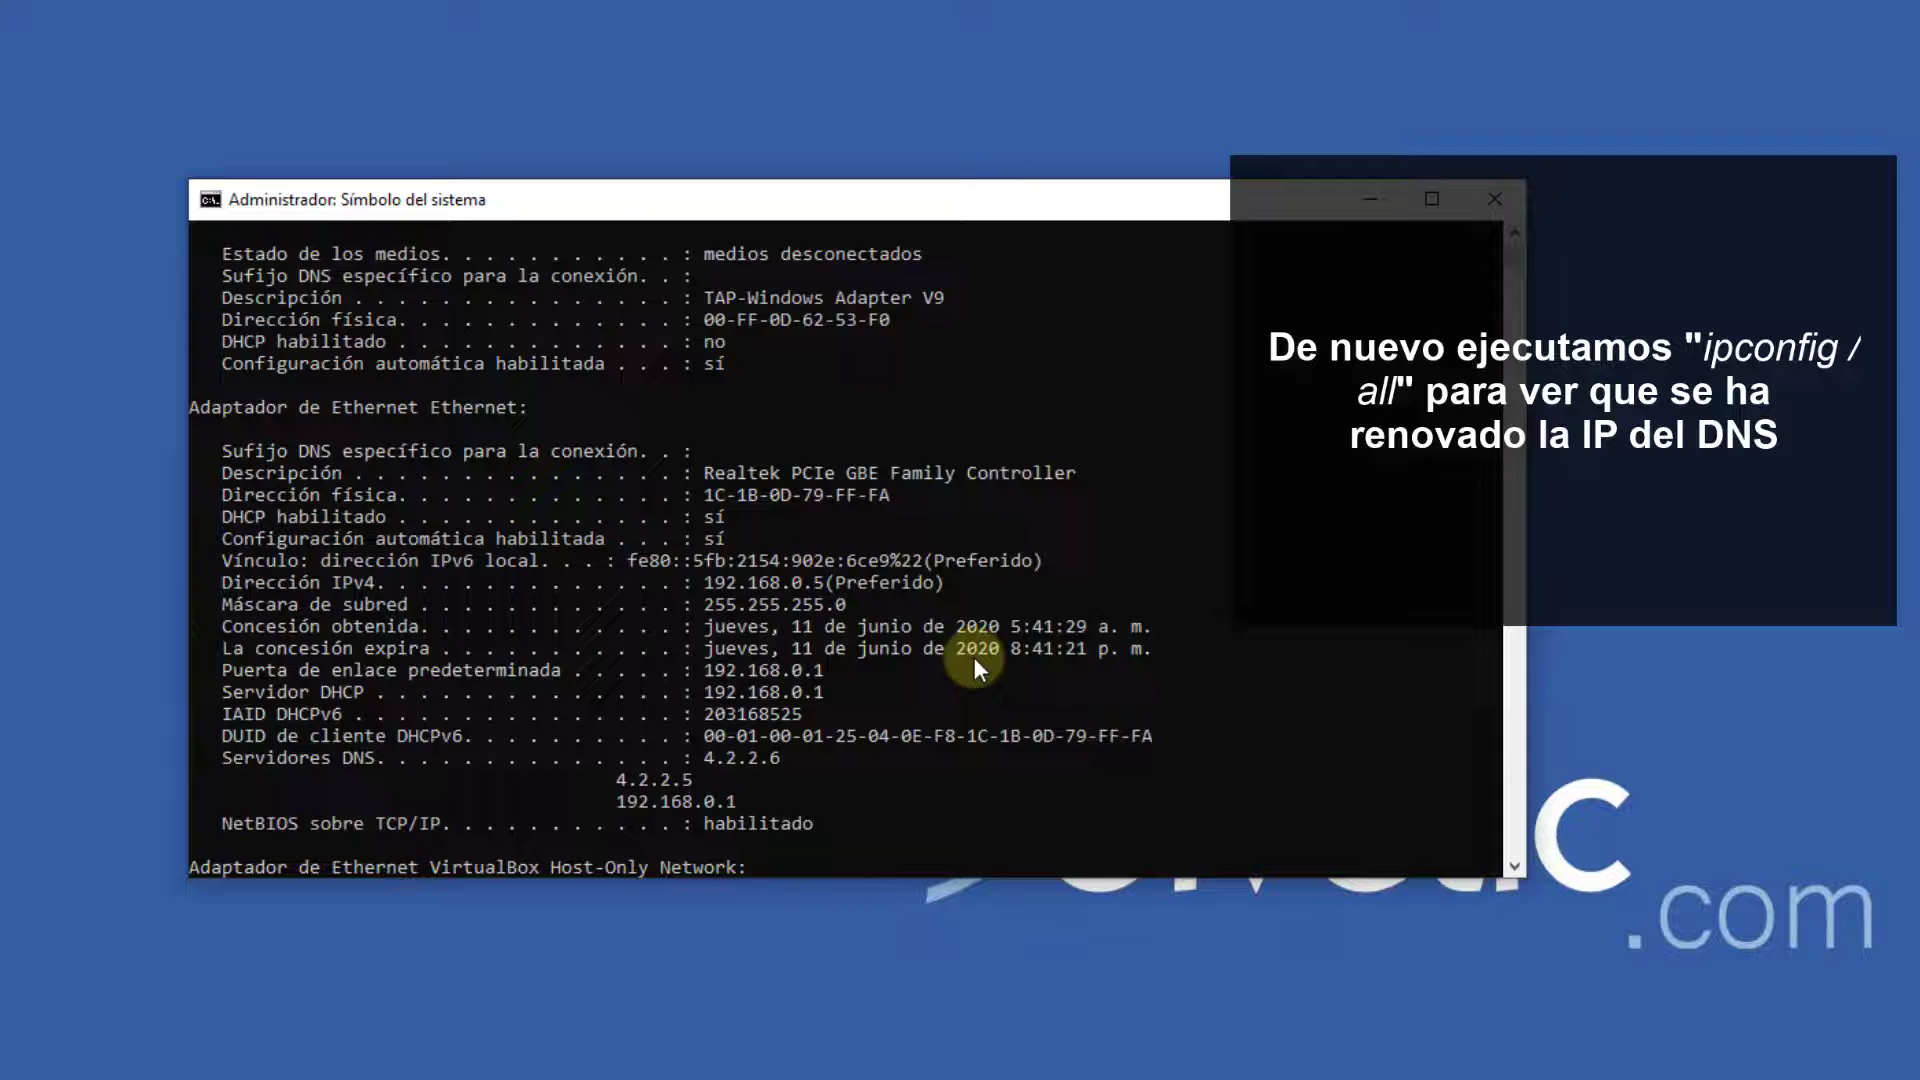 Administrador: Símbolo del sistema
Estado de los medios. . . . . . . . . . . : medios desconectados
Sufijo DNS específico para la conexión. . :
Descripción . . . . . . . . . . . . . . . : TAP-Windows Adapter V9
Dirección física. . . . . . . . . . . . . : 00-FF-0D-62-53-F0
DHCP habilitado . . . . . . . . . . . . . : no
Configuración automática habilitada . . . : sí
Adaptador de Ethernet Ethernet:
Sufijo DNS específico para la conexión. . :
Descripción . . . . . . . . . . . . . . . : Realtek PCIe GBE Family Controller
Dirección física. . . . . . . . . . . . . : 1C-1B-0D-79-FF-FA
DHCP habilitado . . . . . . . . . . . . . : sí
Configuración automática habilitada . . . : sí
Vínculo: dirección IPv6 local. . . : fe80::5fb:2154:902e:6ce9%22(Preferido)
Dirección IPv4. . . . . . . . . . . . . . : 192.168.0.5(Preferido)
Máscara de subred . . . . . . . . . . . . : 255.255.255.0
Concesión obtenida. . . . . . . . . . . . : jueves, 11 de junio de 2020 5:41:29 a. m.
La concesión expira . . . . . . . . . . . : jueves, 11 de junio de 2020 8:41:21 p. m.
Puerta de enlace predeterminada . . . . . : 192.168.0.1
Servidor DHCP . . . . . . . . . . . . . . : 192.168.0.1
IAID DHCPv6 . . . . . . . . . . . . . . . : 203168525
DUID de cliente DHCPv6. . . . . . . . . . : 00-01-00-01-25-04-0E-F8-1C-1B-0D-79-FF-FA
Servidores DNS. . . . . . . . . . . . . . : 4.2.2.6
4.2.2.5
192.168.0.1
NetBIOS sobre TCP/IP. . . . . . . . . . . : habilitado
Adaptador de Ethernet VirtualBox Host-Only Network:
De nuevo ejecutamos "ipconfig /
all" para ver que se ha
renovado la IP del DNS
.com